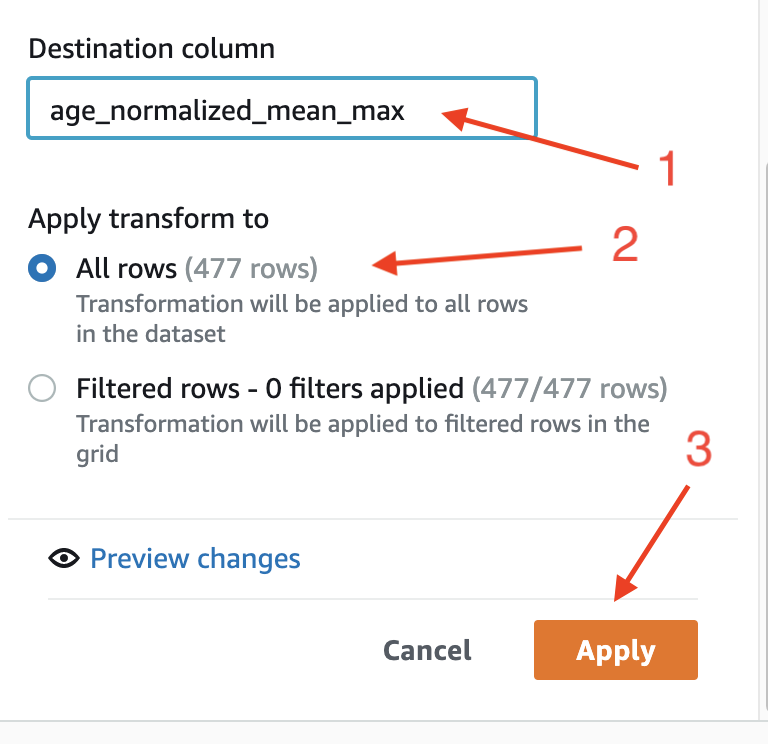 Destination column
age_normalized_mean_max
1
Apply transform to
2
All rows (477 rows)
Transformation will be applied to all rows
in the dataset
Filtered rows - 0 filters applied (477/477 rows)
Transformation will be applied to filtered rows in the
grid
3
Preview changes
Cancel
Apply